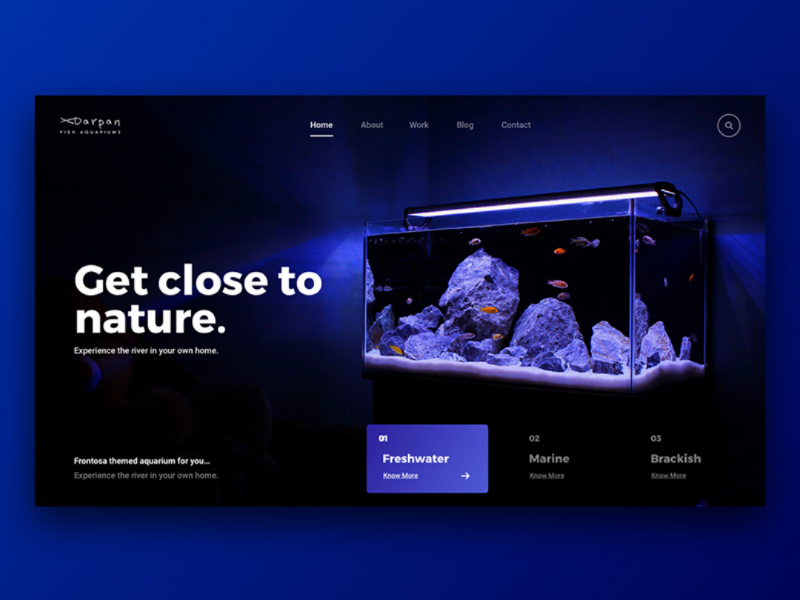 Darpan
FISH AQUARIUMS
Home About Work Blog Contact
Get close to
nature.
Experience the river in your own home.
Frontosa themed aquarium for you...
Experience the river in your own home.
01
Freshwater
Know More
02
Marine
Know More
03
Brackish
Know More